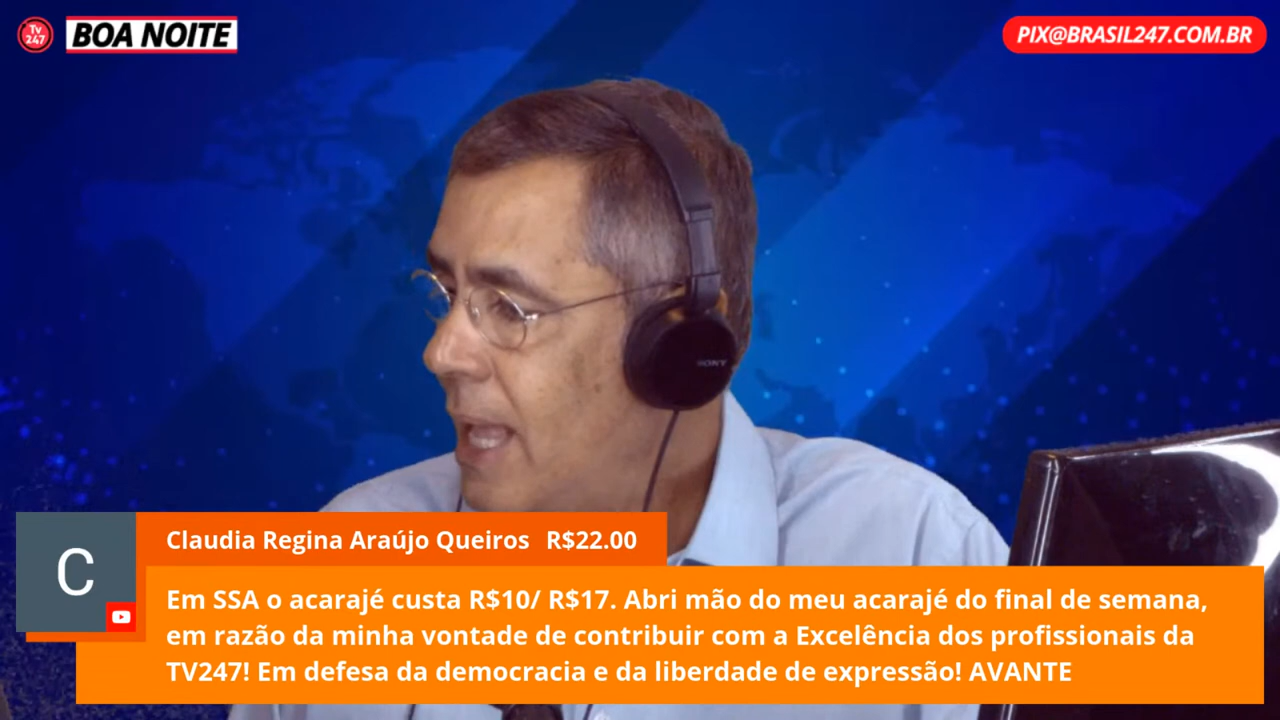 Tv
247
BOA NOITE
PIX@BRASIL247.COM.BR
SONY
C
Claudia Regina Araújo Queiros R$22.00
Em SSA o acarajé custa R$10/ R$17. Abri mão do meu acarajé do final de semana,
em razão da minha vontade de contribuir com a Excelência dos profissionais da
TV247! Em defesa da democracia e da liberdade de expressão! AVANTE